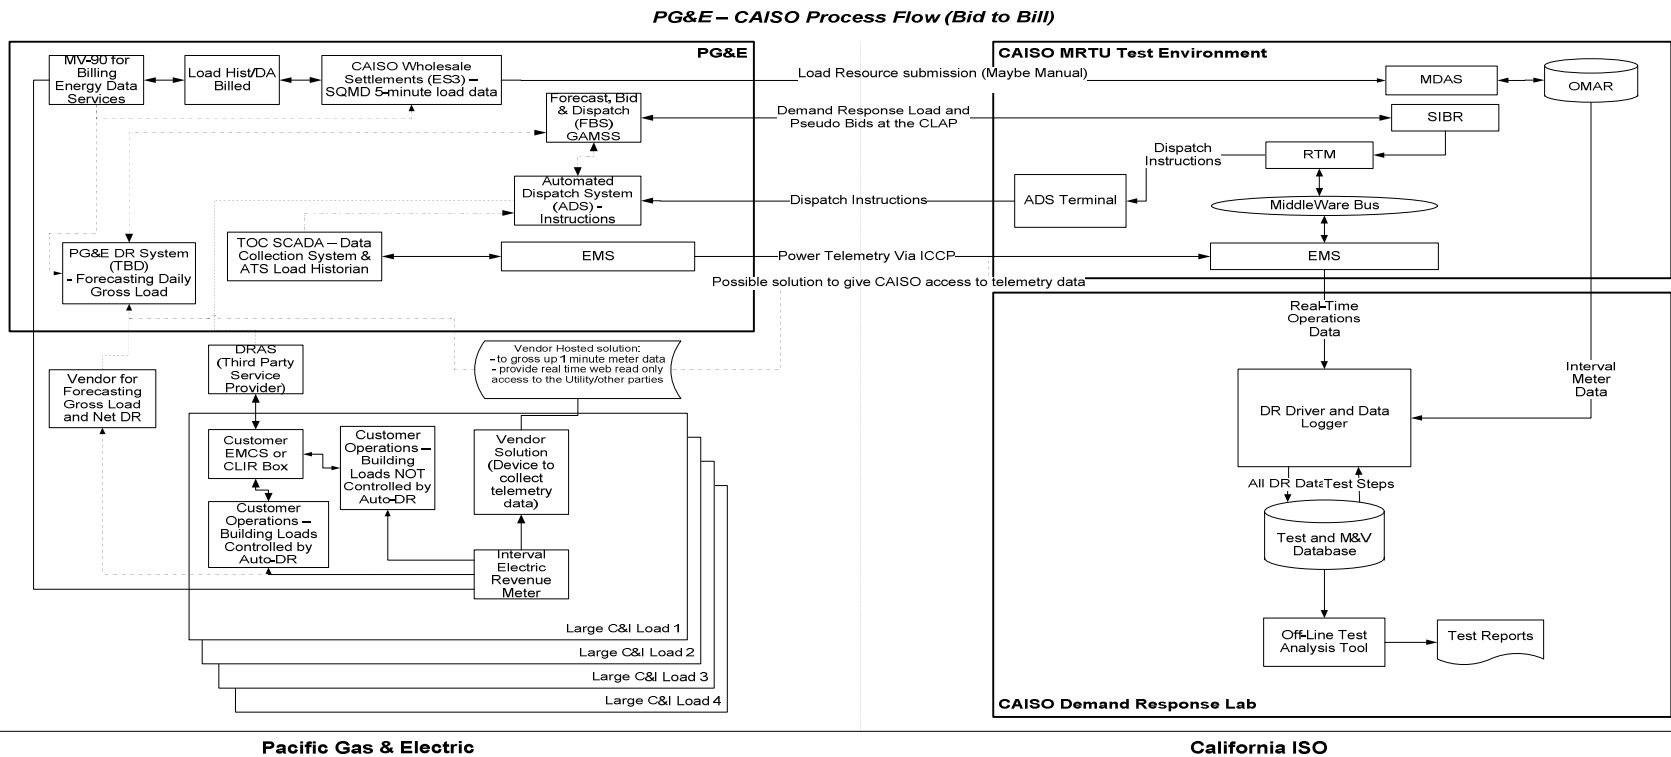 PG&E – CAISO Process Flow (Bid to Bill)
PG&E
MV-90 for
Billing
Energy Data
Services
Load Hist/DA
Billed
CAISO Wholesale
Settlements (ES3) –
SQMD 5-minute load data
Forecast, Bid
& Dispatch
(FBS)
GAMSS
Automated
Dispatch System
(ADS) -
Instructions
TOC SCADA – Data
Collection System &
ATS Load Historian
EMS
PG&E DR System
(TBD)
- Forecasting Daily
Gross Load
Load Resource submission (Maybe Manual)
Demand Response Load and
Pseudo Bids at the CLAP
Dispatch Instructions
Power Telemetry Via ICCP
Possible solution to give CAISO access to telemetry data
CAISO MRTU Test Environment
MDAS
OMAR
SIBR
RTM
Dispatch
Instructions
ADS Terminal
MiddleWare Bus
EMS
DRAS
(Third Party
Service
Provider)
Vendor Hosted solution:
- to gross up 1 minute meter data
- provide real time web read only
access to the Utility/other parties
Vendor for
Forecasting
Gross Load
and Net DR
Customer
EMCS or
CLIR Box
Customer
Operations –
Building
Loads NOT
Controlled by
Auto-DR
Vendor
Solution
(Device to
collect
telemetry
data)
Customer
Operations –
Building Loads
Controlled by
Auto-DR
Interval
Electric
Revenue
Meter
Large C&I Load 1
Large C&I Load 2
Large C&I Load 3
Large C&I Load 4
Real-Time
Operations
Data
Interval
Meter
Data
DR Driver and Data
Logger
All DR Data
Test Steps
Test and M&V
Database
Off-Line Test
Analysis Tool
Test Reports
CAISO Demand Response Lab
Pacific Gas & Electric
California ISO